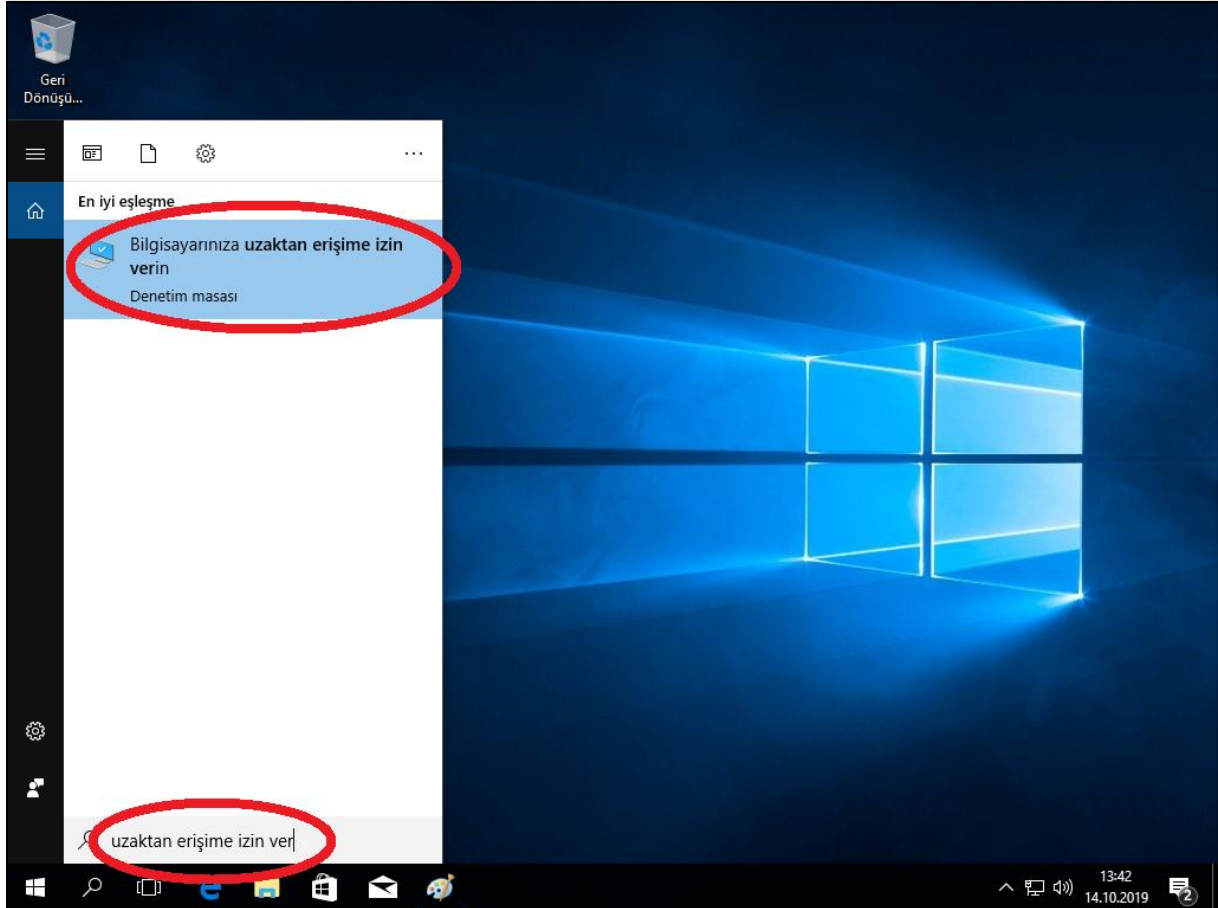 Geri
Dönüşü...
En iyi eşleşme
Bilgisayarınıza uzaktan erişime izin
verin
Denetim masası
uzaktan erişime izin ver
13:42
14.10.2019
2